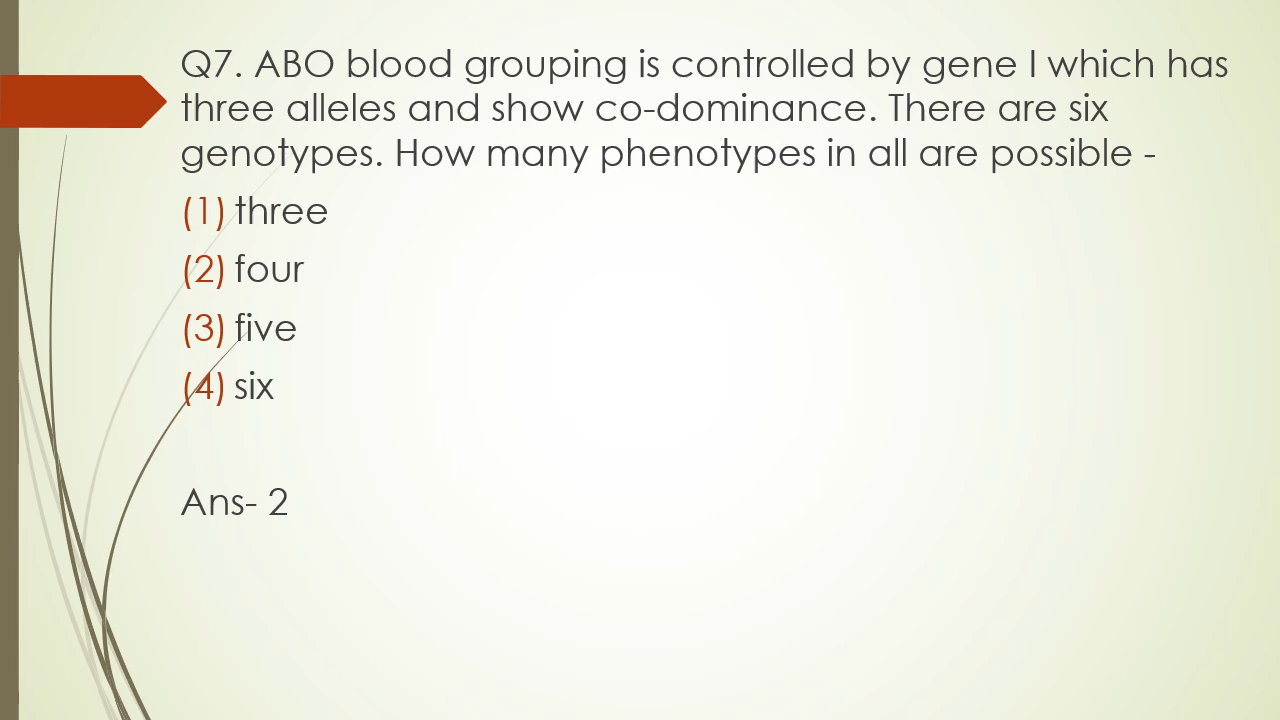 Q7. ABO blood grouping is controlled by gene I which has
three alleles and show co-dominance. There are six
genotypes. How many phenotypes in all are possible -
(1) three
(2) four
(3) five
(4) six
Ans- 2